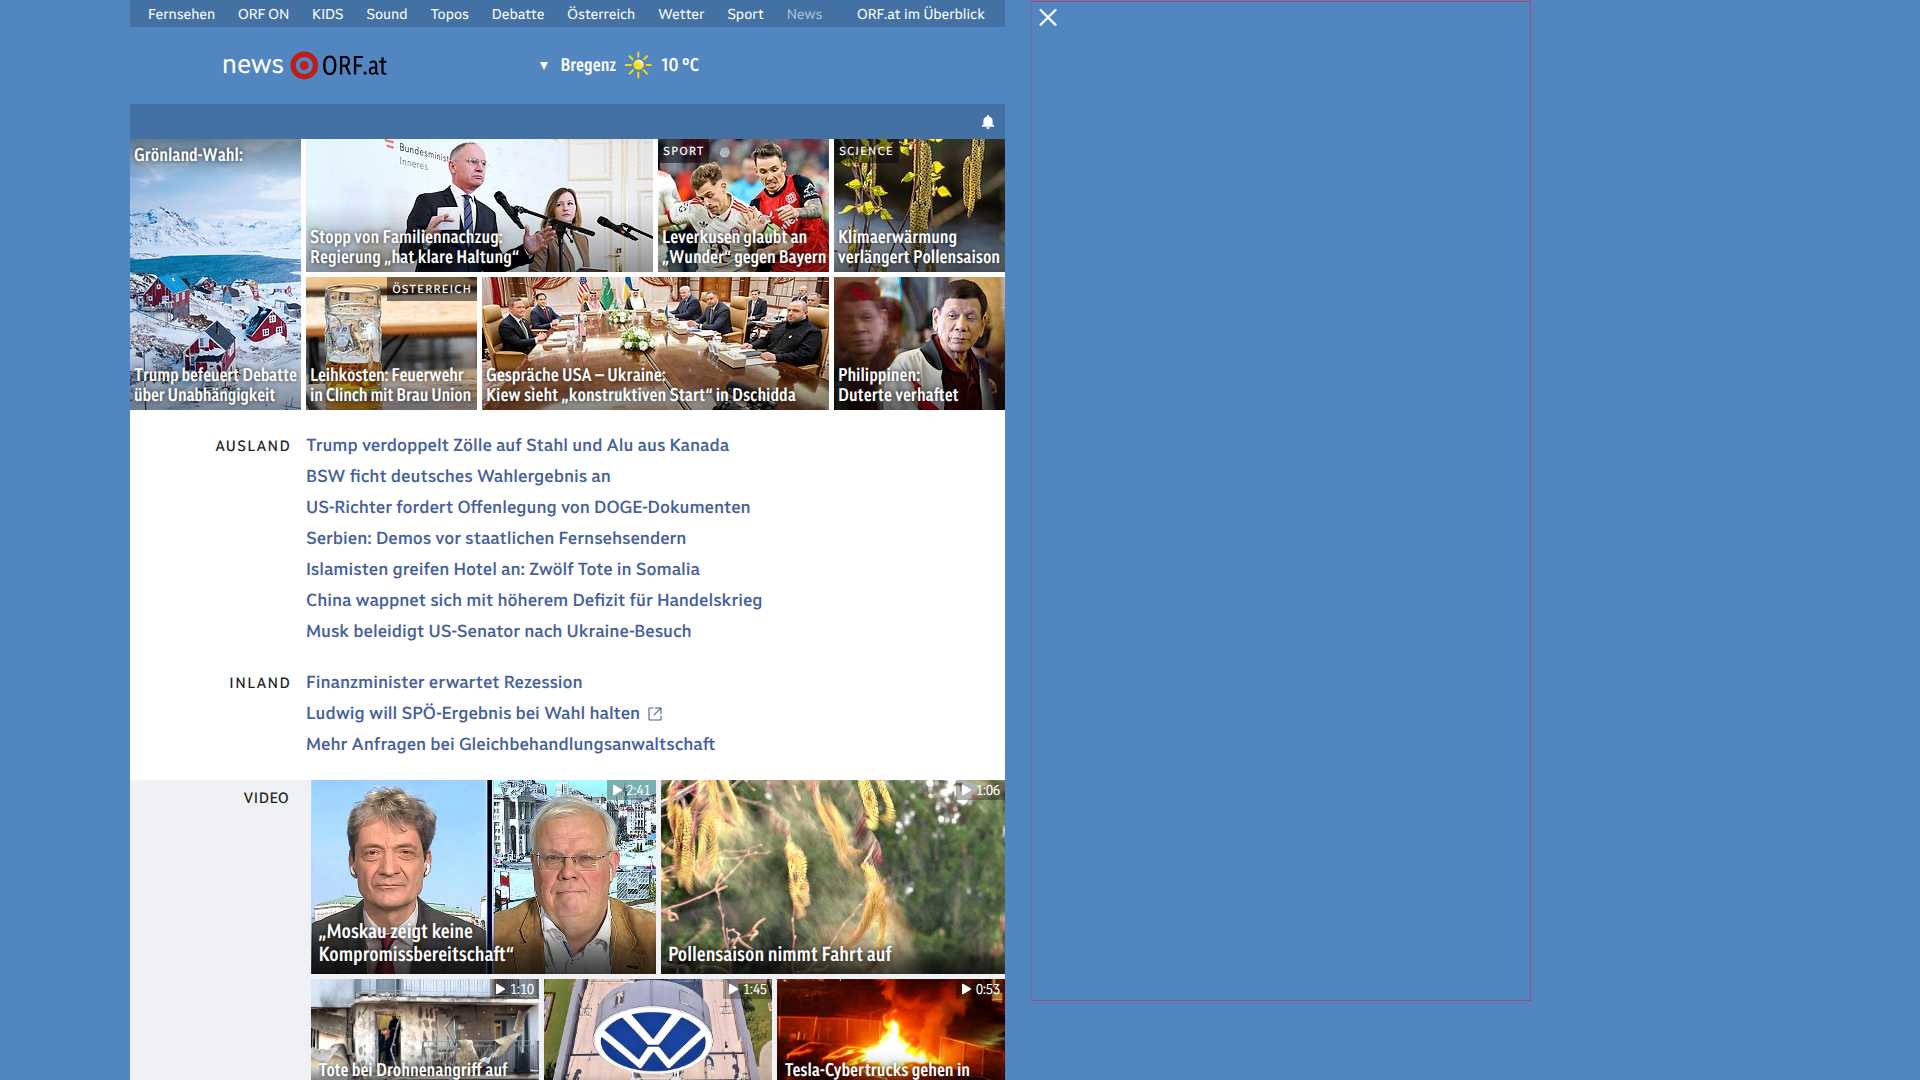 Fernsehen ORF ON KIDS Sound Topos Debatte Österreich Wetter Sport News ORF.at im Überblick
news ORF.at
Bregenz 10 °C
Grönland-Wahl:
Trump befeuert Debatte
über Unabhängigkeit
Bundesminist
Inneres
Stopp von Familiennachzug:
Regierung „hat klare Haltung“
SPORT
Leverkusen glaubt an
„Wunder“ gegen Bayern
SCIENCE
Klimaerwärmung
verlängert Pollensaison
ÖSTERREICH
Leihkosten: Feuerwehr
in Clinch mit Brau Union
Gespräche USA – Ukraine:
Kiew sieht „konstruktiven Start“ in Dschidda
Philippinen:
Duterte verhaftet
AUSLAND
Trump verdoppelt Zölle auf Stahl und Alu aus Kanada
BSW ficht deutsches Wahlergebnis an
US-Richter fordert Offenlegung von DOGE-Dokumenten
Serbien: Demos vor staatlichen Fernsehsendern
Islamisten greifen Hotel an: Zwölf Tote in Somalia
China wappnet sich mit höherem Defizit für Handelskrieg
Musk beleidigt US-Senator nach Ukraine-Besuch
INLAND
Finanzminister erwartet Rezession
Ludwig will SPÖ-Ergebnis bei Wahl halten
Mehr Anfragen bei Gleichbehandlungsanwaltschaft
VIDEO
2:41
„Moskau zeigt keine
Kompromissbereitschaft“
1:06
Pollensaison nimmt Fahrt auf
1:10
Tote bei Drohnenangriff auf
1:45
0:53
Tesla-Cybertrucks gehen in